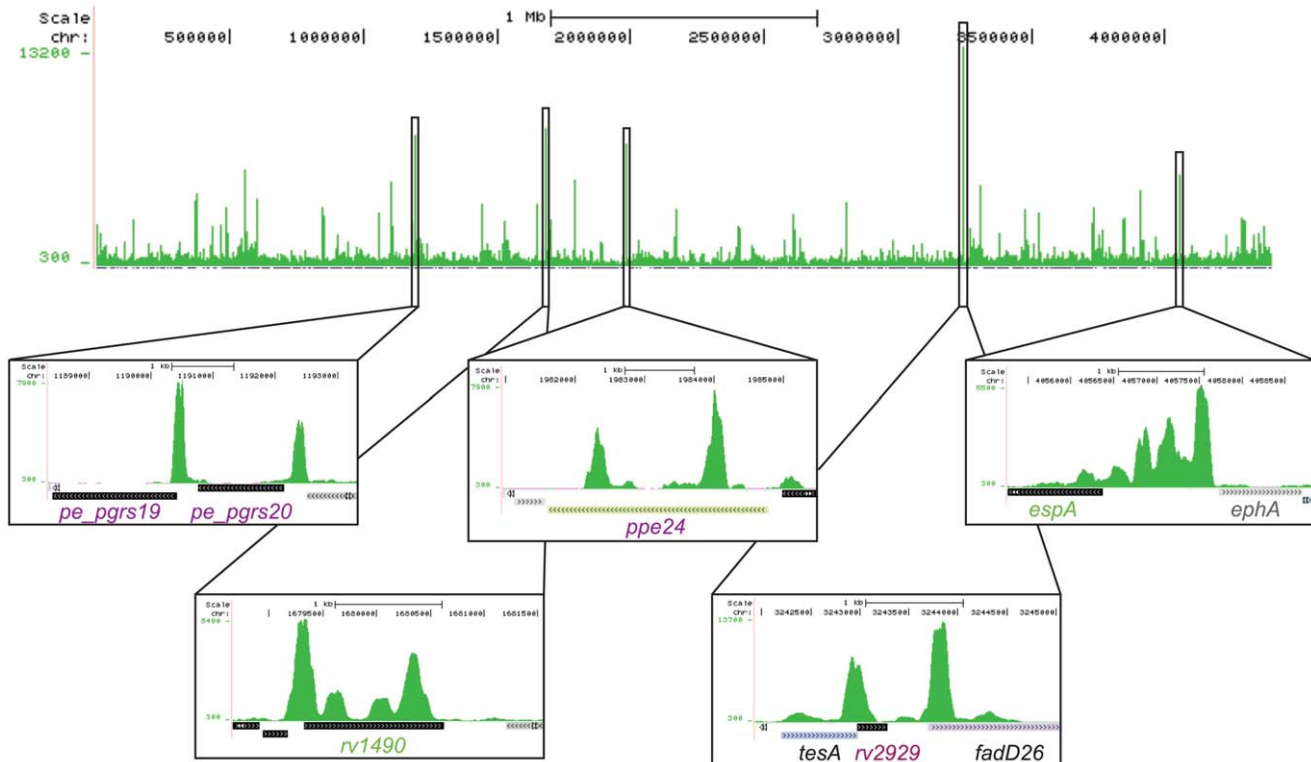 Scale 1 Mb
chr: 500000| 1000000| 1500000| 2000000| 2500000| 3000000| 3500000| 4000000|
13200
300
Scale 1 kb
chr: 1189000| 1190000| 1191000| 1192000| 1193000|
7900
300
pe_pgrs19 pe_pgrs20
Scale 1 kb
chr: | 1982000| 1983000| 1984000| 1985000|
7900
300
ppe24
Scale 1 kb
chr: 4056000| 4056500| 4057000| 4057500| 4058000| 4058500|
5500
300
espA ephA
Scale 1 kb
chr: | 1679500| 1680000| 1680500| 1681000| 1681500|
300
rv1490
Scale 1 kb
chr: | 3242500| 3243000| 3243500| 3244000| 3244500| 3245000|
13700
300
tesA rv2929 fadD26